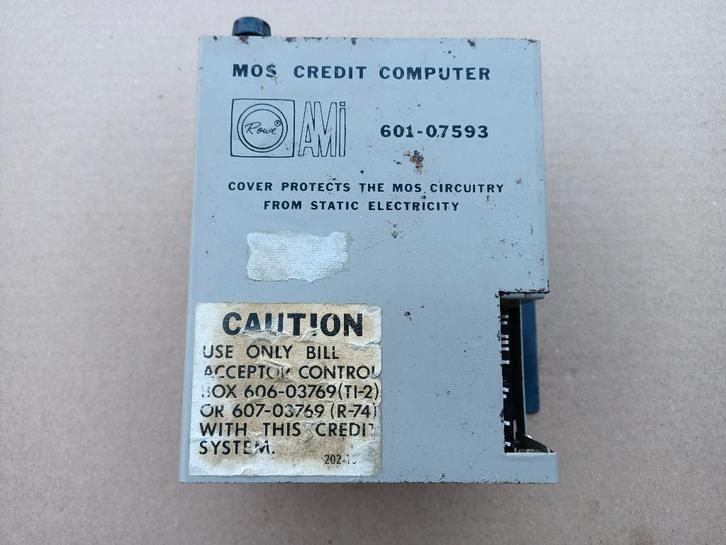 MOS CREDIT COMPUTER
Rowe ® AMi
601-07593
COVER PROTECTS THE MOS CIRCUITRY
FROM STATIC ELECTRICITY
CAUTION
USE ONLY BILL
ACCEPTOR CONTROL
BOX 606-03769 (TI-2)
OR 607-03769 (R-74)
WITH THIS CREDIT
SYSTEM.